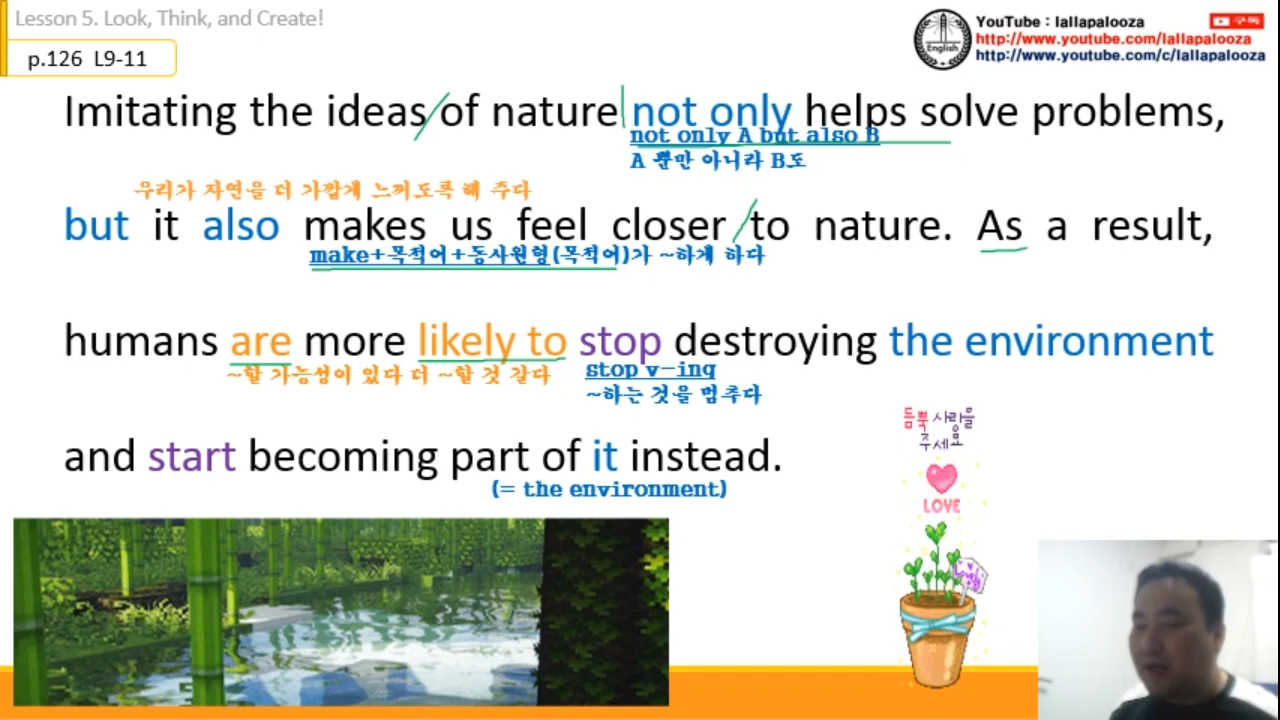 Lesson 5. Look, Think, and Create!
p.126 L9-11
English
YouTube : lallapalooza
구독
http://www.youtube.com/lallapalooza
http://www.youtube.com/c/lallapalooza
Imitating the ideas of nature not only helps solve problems,
not only A but also B
A 뿐만 아니라 B도
우리가 자연을 더 가깝게 느끼도록 해 주다
but it also makes us feel closer to nature. As a result,
make+목적어+동사원형(목적어)가 ~하게 하다
humans are more likely to stop destroying the environment
~할 가능성이 있다 더 ~할 것 같다
stop v-ing
~하는 것을 멈추다
and start becoming part of it instead.
(= the environment)
듬뿍 사랑을
주세요
LOVE
Lovely